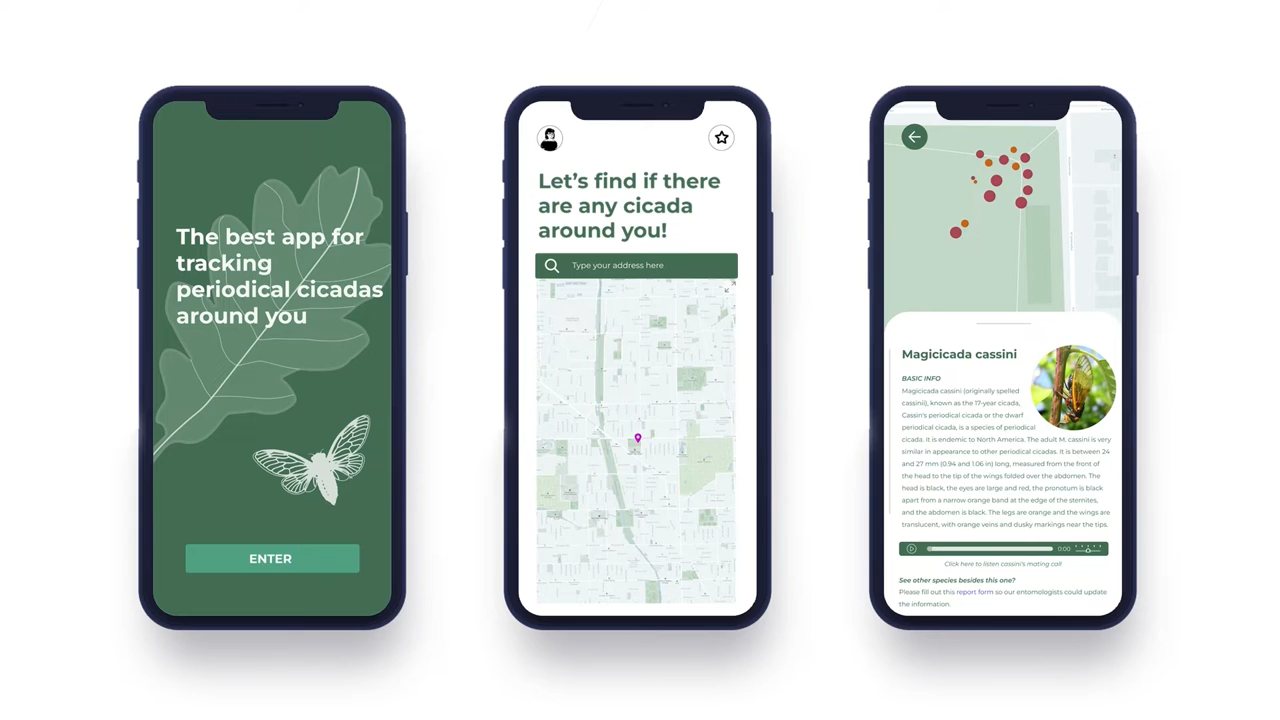 The best app for
tracking
periodical cicadas
around you
ENTER
Let's find if there
are any cicada
around you!
Type your address here
Magicicada cassini
BASIC INFO
Magicicada cassini (originally spelled
cassinii), known as the 17-year cicada,
Cassin's periodical cicada or the dwarf
periodical cicada, is a species of periodical
cicada. It is endemic to North America. The adult M. cassini is very
similar in appearance to other periodical cicadas. It is between 24
and 27 mm (0.94 and 1.06 in) long, measured from the front of
the head to the tip of the wings folded over the abdomen. The
head is black, the eyes are large and red, the pronotum is black
apart from a narrow orange band at the edge of the sternites,
and the abdomen is black. The legs are orange and the wings are
translucent, with orange veins and dusky markings near the tips.
0:00
Click here to listen cassini's mating call
See other species besides this one?
Please fill out this report form so our entomologists could update
the information.